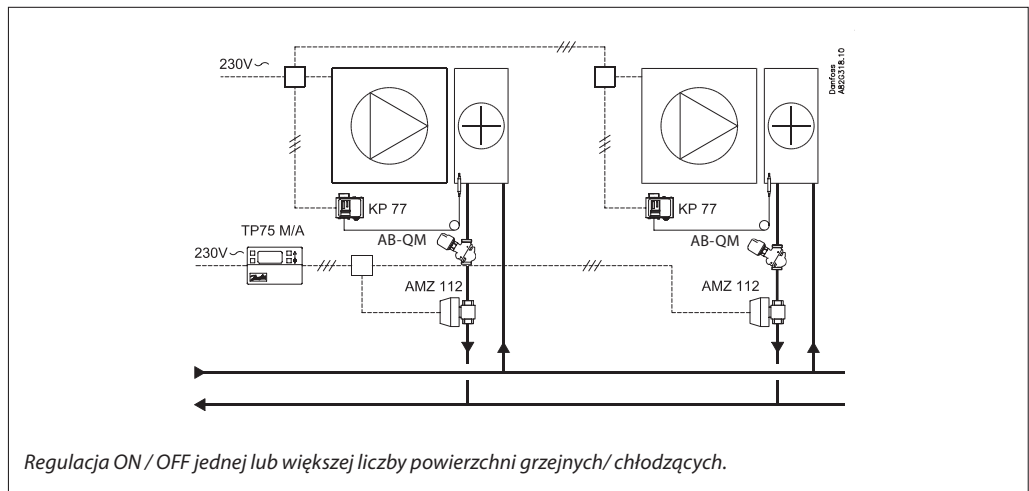 230V~
Danfoss
A82G318.10
KP 77
KP 77
TP75 M/A
AB-QM
AB-QM
230V~
AMZ 112
AMZ 112
Regulacja ON / OFF jednej lub większej liczby powierzchni grzejnych/ chłodzących.